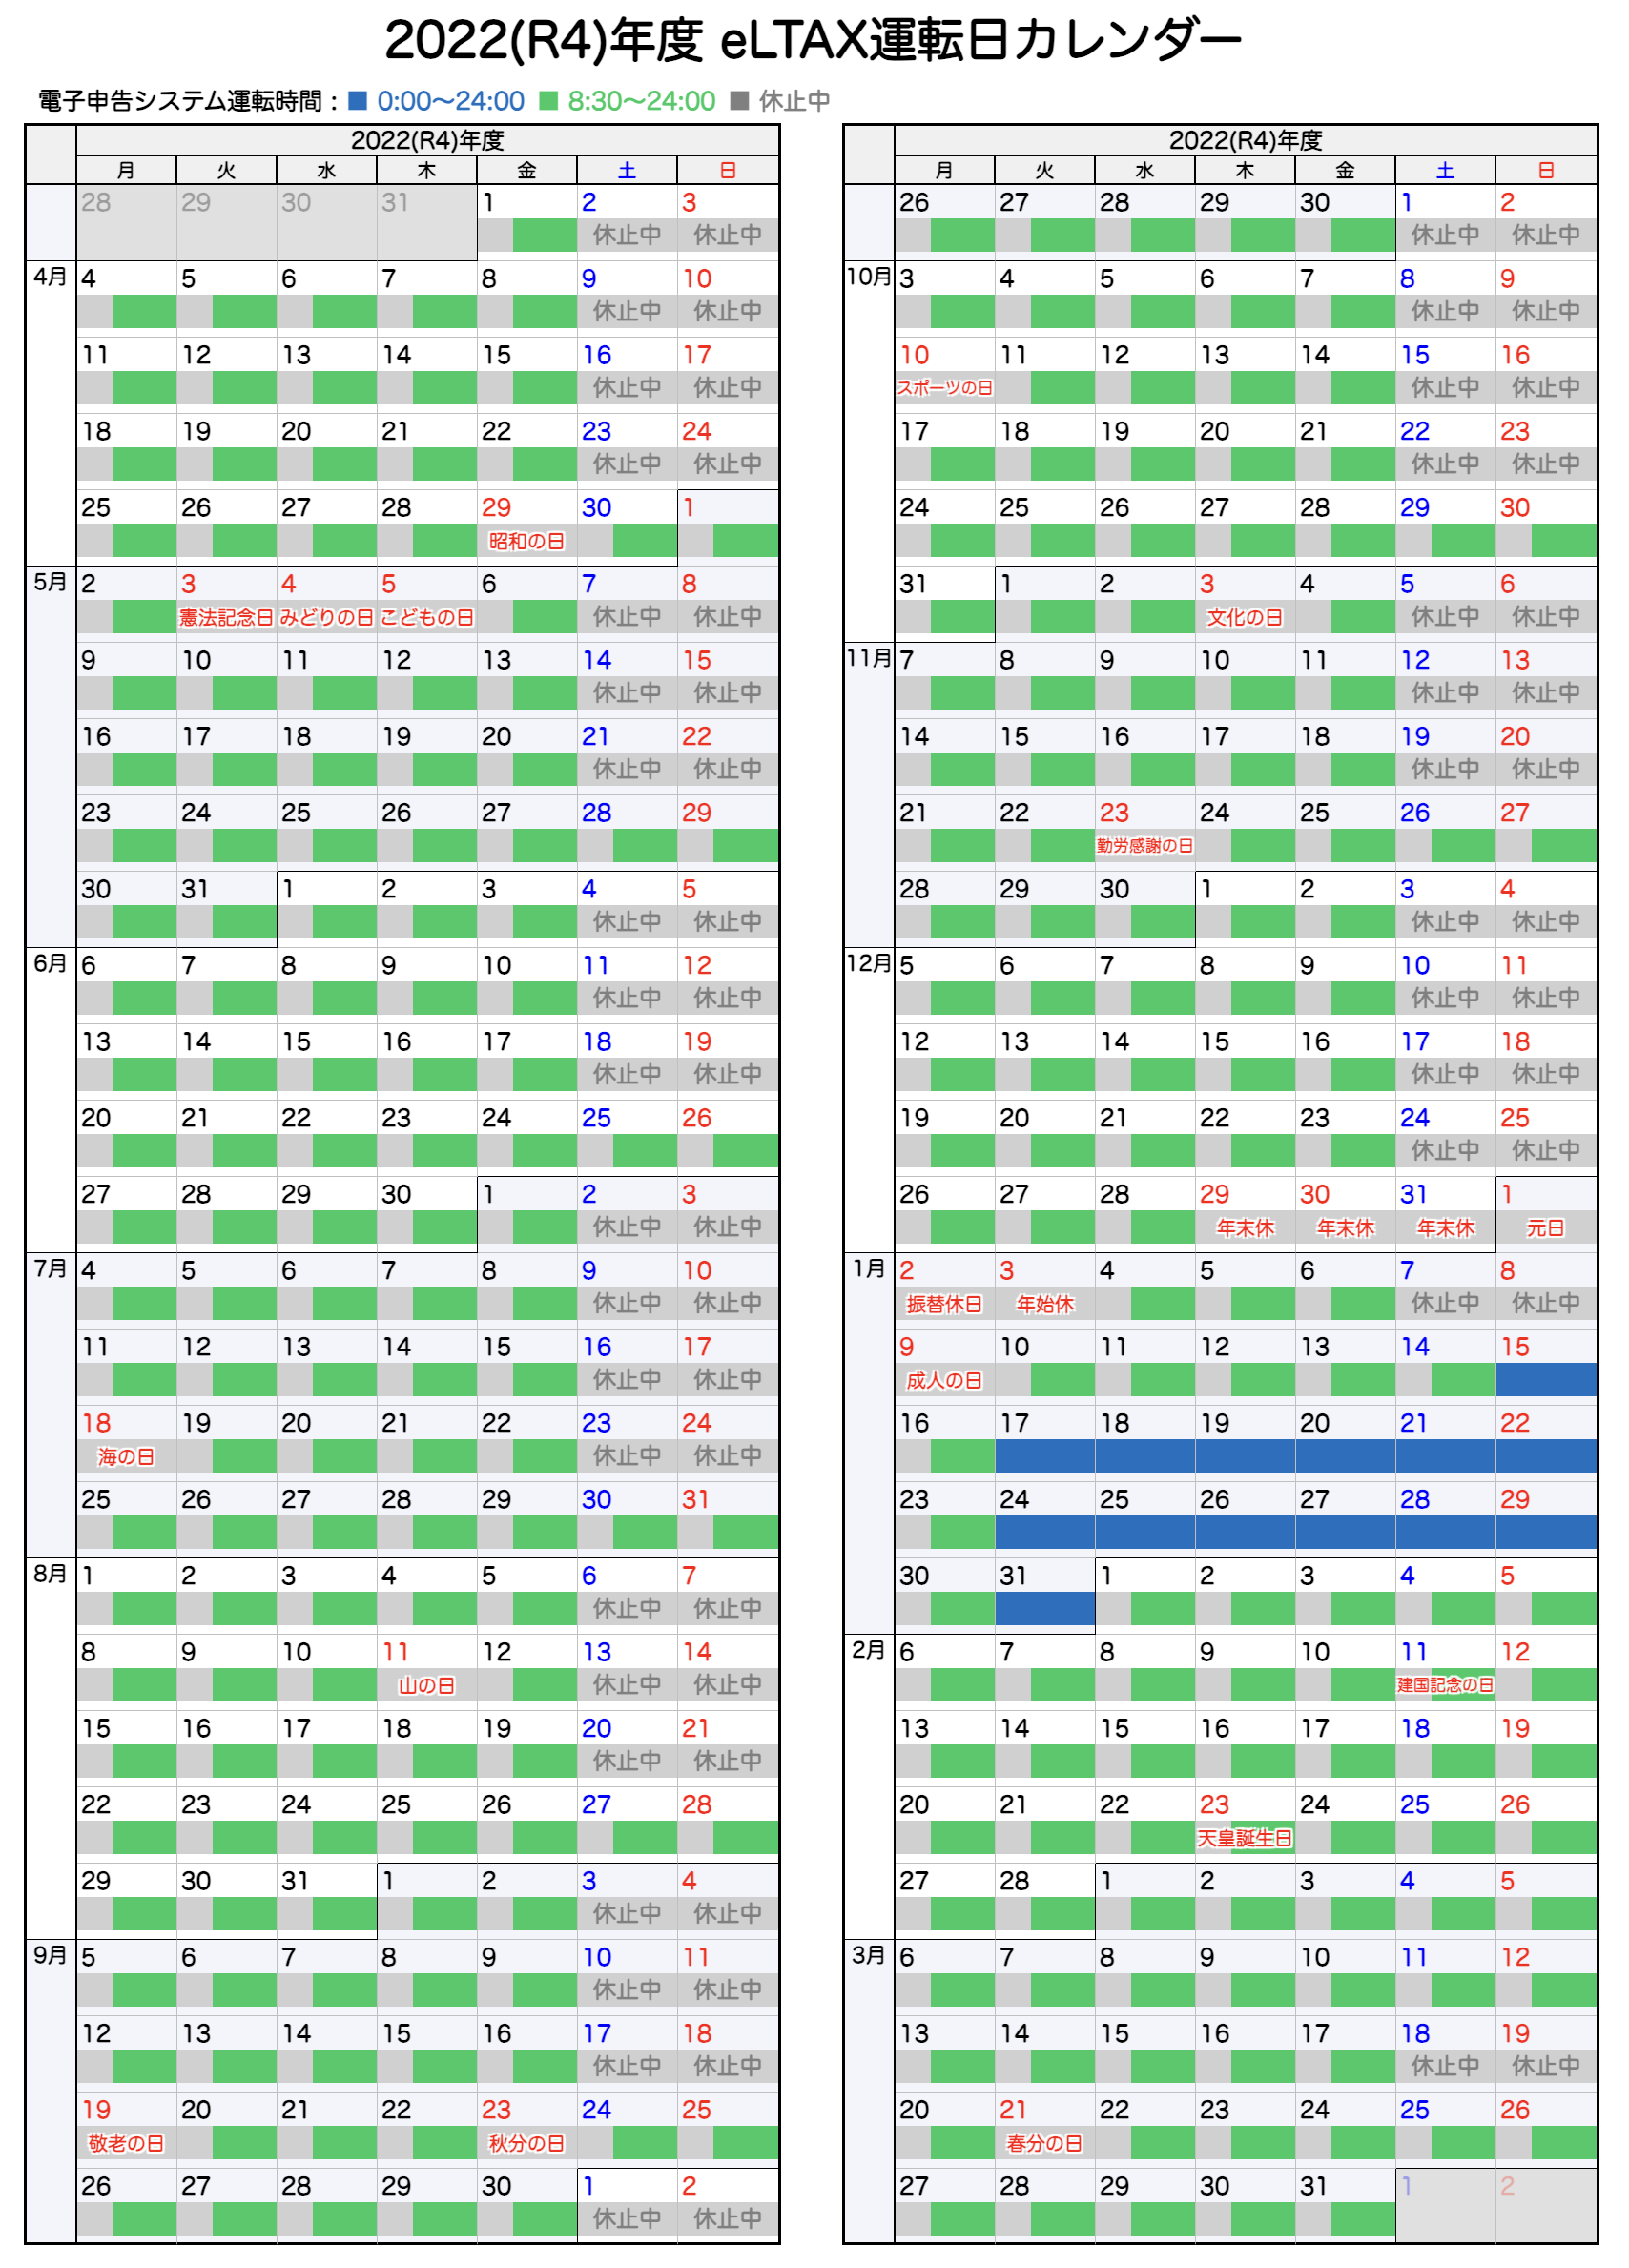 2022(R4)年度 eLTAX運転日カレンダー
電子申告システム運転時間：■ 0:00～24:00 ■ 8:30～24:00 ■ 休止中
2022(R4)年度
月 火 水 木 金 土 日
28 29 30 31 1 2 3
休止中 休止中
4月 4 5 6 7 8 9 10
休止中 休止中
11 12 13 14 15 16 17
休止中 休止中
18 19 20 21 22 23 24
休止中 休止中
25 26 27 28 29 30 1
昭和の日
5月 2 3 4 5 6 7 8
憲法記念日 みどりの日 こどもの日 休止中 休止中
9 10 11 12 13 14 15
休止中 休止中
16 17 18 19 20 21 22
休止中 休止中
23 24 25 26 27 28 29
30 31 1 2 3 4 5
休止中 休止中
6月 6 7 8 9 10 11 12
休止中 休止中
13 14 15 16 17 18 19
休止中 休止中
20 21 22 23 24 25 26
27 28 29 30 1 2 3
休止中 休止中
7月 4 5 6 7 8 9 10
休止中 休止中
11 12 13 14 15 16 17
休止中 休止中
18 19 20 21 22 23 24
海の日 休止中 休止中
25 26 27 28 29 30 31
8月 1 2 3 4 5 6 7
休止中 休止中
8 9 10 11 12 13 14
山の日 休止中 休止中
15 16 17 18 19 20 21
休止中 休止中
22 23 24 25 26 27 28
29 30 31 1 2 3 4
休止中 休止中
9月 5 6 7 8 9 10 11
休止中 休止中
12 13 14 15 16 17 18
休止中 休止中
19 20 21 22 23 24 25
敬老の日 秋分の日
26 27 28 29 30 1 2
休止中 休止中
2022(R4)年度
月 火 水 木 金 土 日
26 27 28 29 30 1 2
休止中 休止中
10月 3 4 5 6 7 8 9
休止中 休止中
10 11 12 13 14 15 16
スポーツの日 休止中 休止中
17 18 19 20 21 22 23
休止中 休止中
24 25 26 27 28 29 30
31 1 2 3 4 5 6
文化の日 休止中 休止中
11月 7 8 9 10 11 12 13
休止中 休止中
14 15 16 17 18 19 20
休止中 休止中
21 22 23 24 25 26 27
勤労感謝の日
28 29 30 1 2 3 4
休止中 休止中
12月 5 6 7 8 9 10 11
休止中 休止中
12 13 14 15 16 17 18
休止中 休止中
19 20 21 22 23 24 25
休止中 休止中
26 27 28 29 30 31 1
年末休 年末休 年末休 元日
1月 2 3 4 5 6 7 8
振替休日 年始休 休止中 休止中
9 10 11 12 13 14 15
成人の日
16 17 18 19 20 21 22
23 24 25 26 27 28 29
30 31 1 2 3 4 5
2月 6 7 8 9 10 11 12
建国記念の日
13 14 15 16 17 18 19
20 21 22 23 24 25 26
天皇誕生日
27 28 1 2 3 4 5
3月 6 7 8 9 10 11 12
13 14 15 16 17 18 19
休止中 休止中
20 21 22 23 24 25 26
春分の日
27 28 29 30 31 1 2